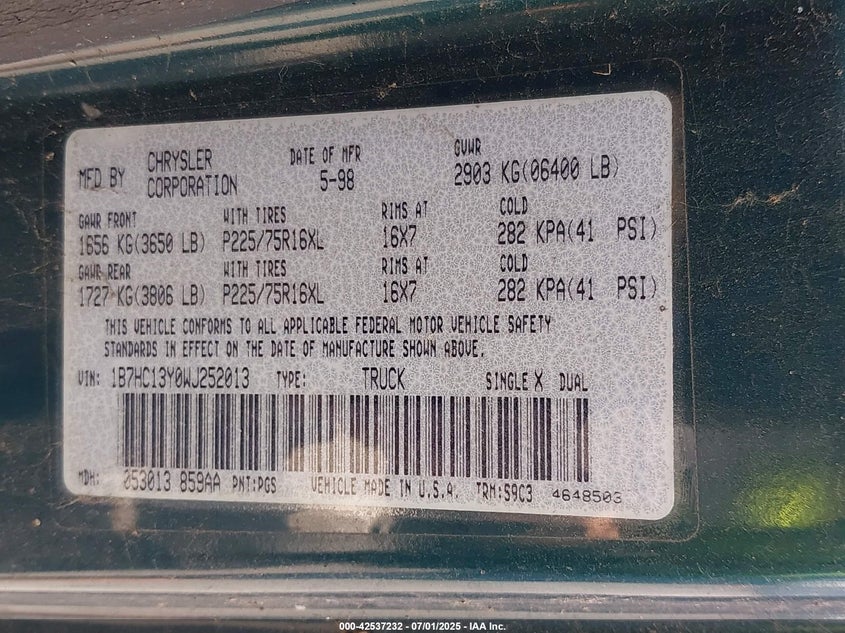 MFD BY CHRYSLER CORPORATION DATE OF MFR 5-98 GVWR 2903 KG(06400 LB)
GAWR FRONT WITH TIRES RIMS AT COLD
1656 KG(3650 LB) P225/75R16XL 16X7 282 KPA(41 PSI)
GAWR REAR WITH TIRES RIMS AT COLD
1727 KG(3806 LB) P225/75R16XL 16X7 282 KPA(41 PSI)
THIS VEHICLE CONFORMS TO ALL APPLICABLE FEDERAL MOTOR VEHICLE SAFETY
STANDARDS IN EFFECT ON THE DATE OF MANUFACTURE SHOWN ABOVE.
VIN: 1B7HC13Y0WJ252013 TYPE: TRUCK SINGLE X DUAL
MDH: 053013 859AA PNT:PGS VEHICLE MADE IN U.S.A. TRM:S9C3 4648503
000-42537232 - 07/01/2025 - IAA Inc.